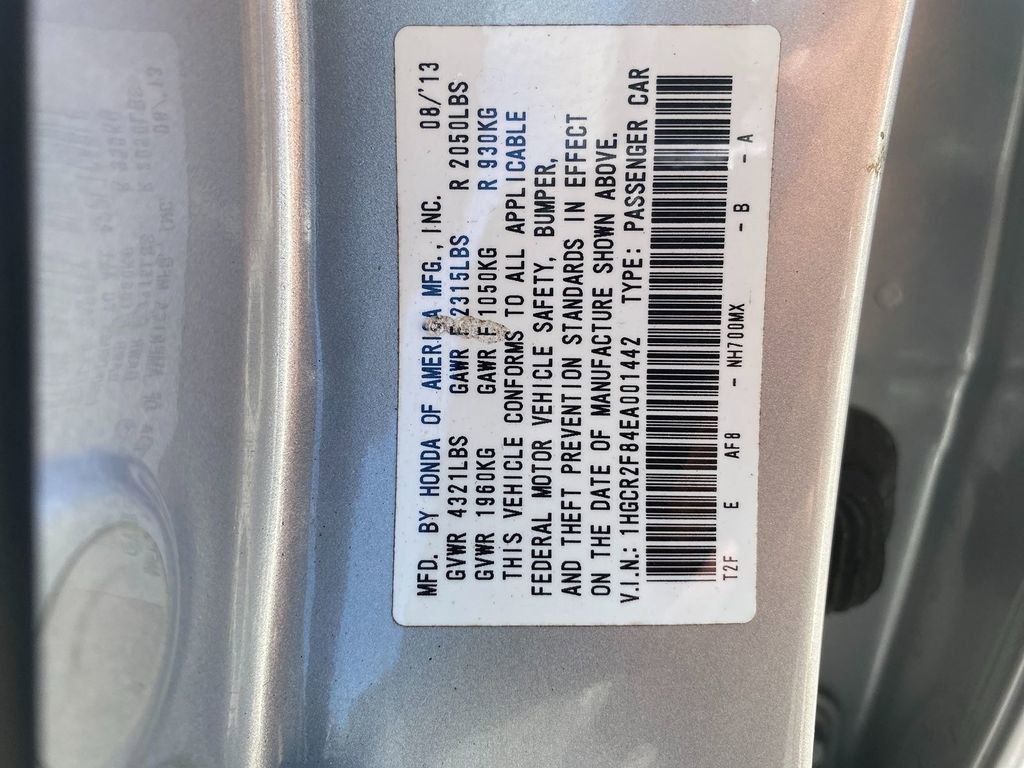 MFD. BY HONDA OF AMERICA MFG., INC. 08/'13
GVWR 4321LBS GAWR F 2315LBS R 2050LBS
GVWR 1960KG GAWR F 1050KG R 930KG
THIS VEHICLE CONFORMS TO ALL APPLICABLE
FEDERAL MOTOR VEHICLE SAFETY, BUMPER,
AND THEFT PREVENTION STANDARDS IN EFFECT
ON THE DATE OF MANUFACTURE SHOWN ABOVE.
V.I.N.: 1HGCR2F84EA001442 TYPE: PASSENGER CAR
T2F E AF8 - NH700MX - B - A